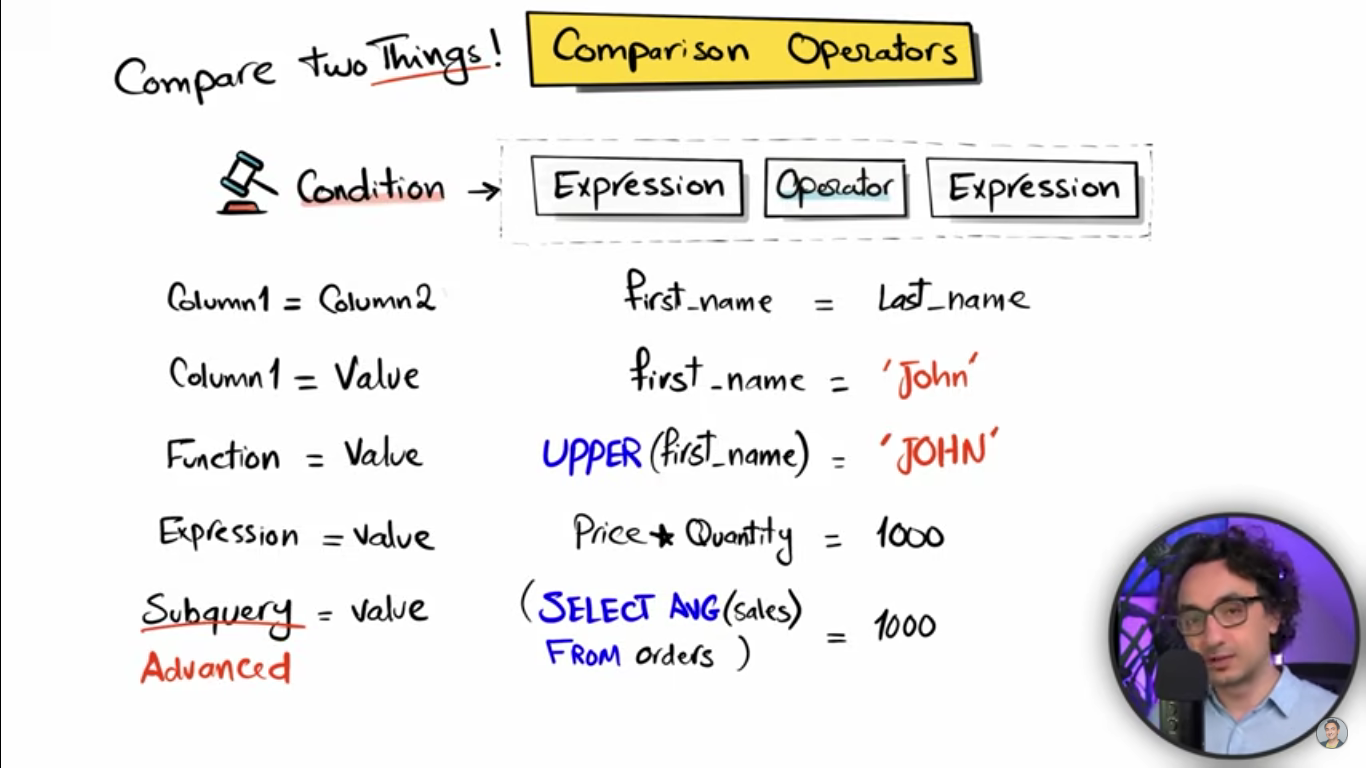 Compare two Things! Comparison Operators
Condition → Expression Operator Expression
Column1 = Column2 first_name = Last_name
Column1 = Value first_name = 'John'
Function = Value UPPER(first_name) = 'JOHN'
Expression = value Price * Quantity = 1000
Subquery = value (SELECT AVG(sales) = 1000
Advanced FROM orders )